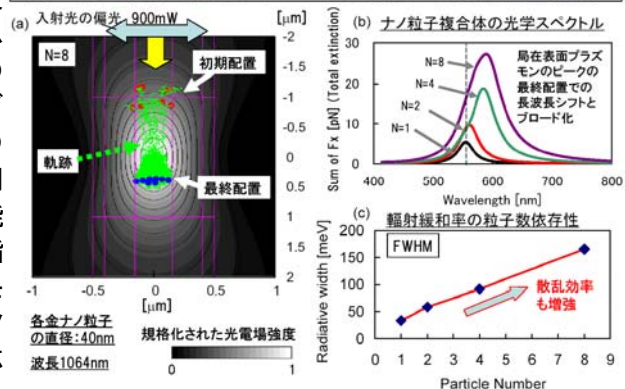 (a) 入射光の偏光 900mW
[μm]
N=8
初期配置
軌跡
最終配置
-2
-1.5
-1
-0.5
0
0.5
1
1.5
2
-1 -0.5 0 0.5 1
[μm]
各金ナノ粒子
の直径:40nm
波長1064nm
規格化された光電場強度
0 1
(b) ナノ粒子複合体の光学スペクトル
Sum of Fx [pN] (Total extinction)
30
20
10
0
N=8
N=4
N=2
N=1
局在表面プラズ
モンのピークの
最終配置での
長波長シフトと
ブロード化
400 500 600 700 800
Wavelength [nm]
(c) 輻射緩和率の粒子数依存性
Radiative width [meV]
200
150
100
50
0
FWHM
散乱効率
も増強
0 1 2 3 4 5 6 7 8 9
Particle Number